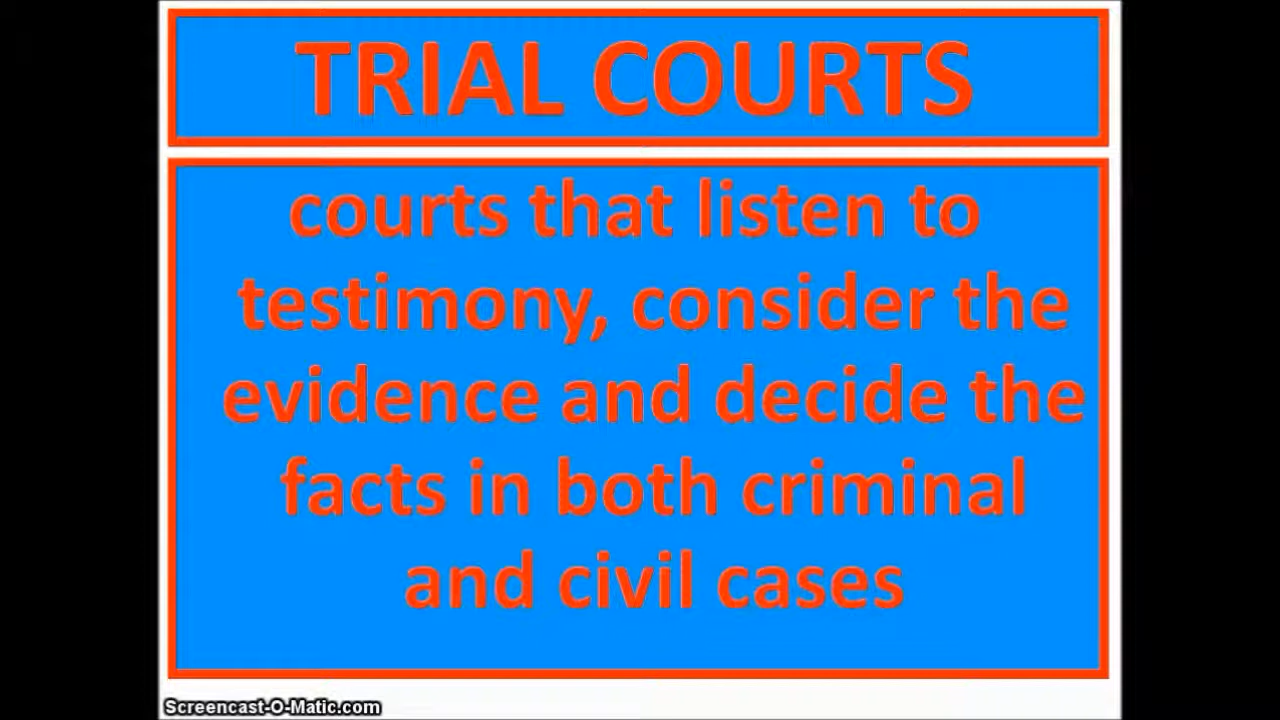 TRIAL COURTS
courts that listen to
testimony, consider the
evidence and decide the
facts in both criminal
and civil cases
Screencast-O-Matic.com